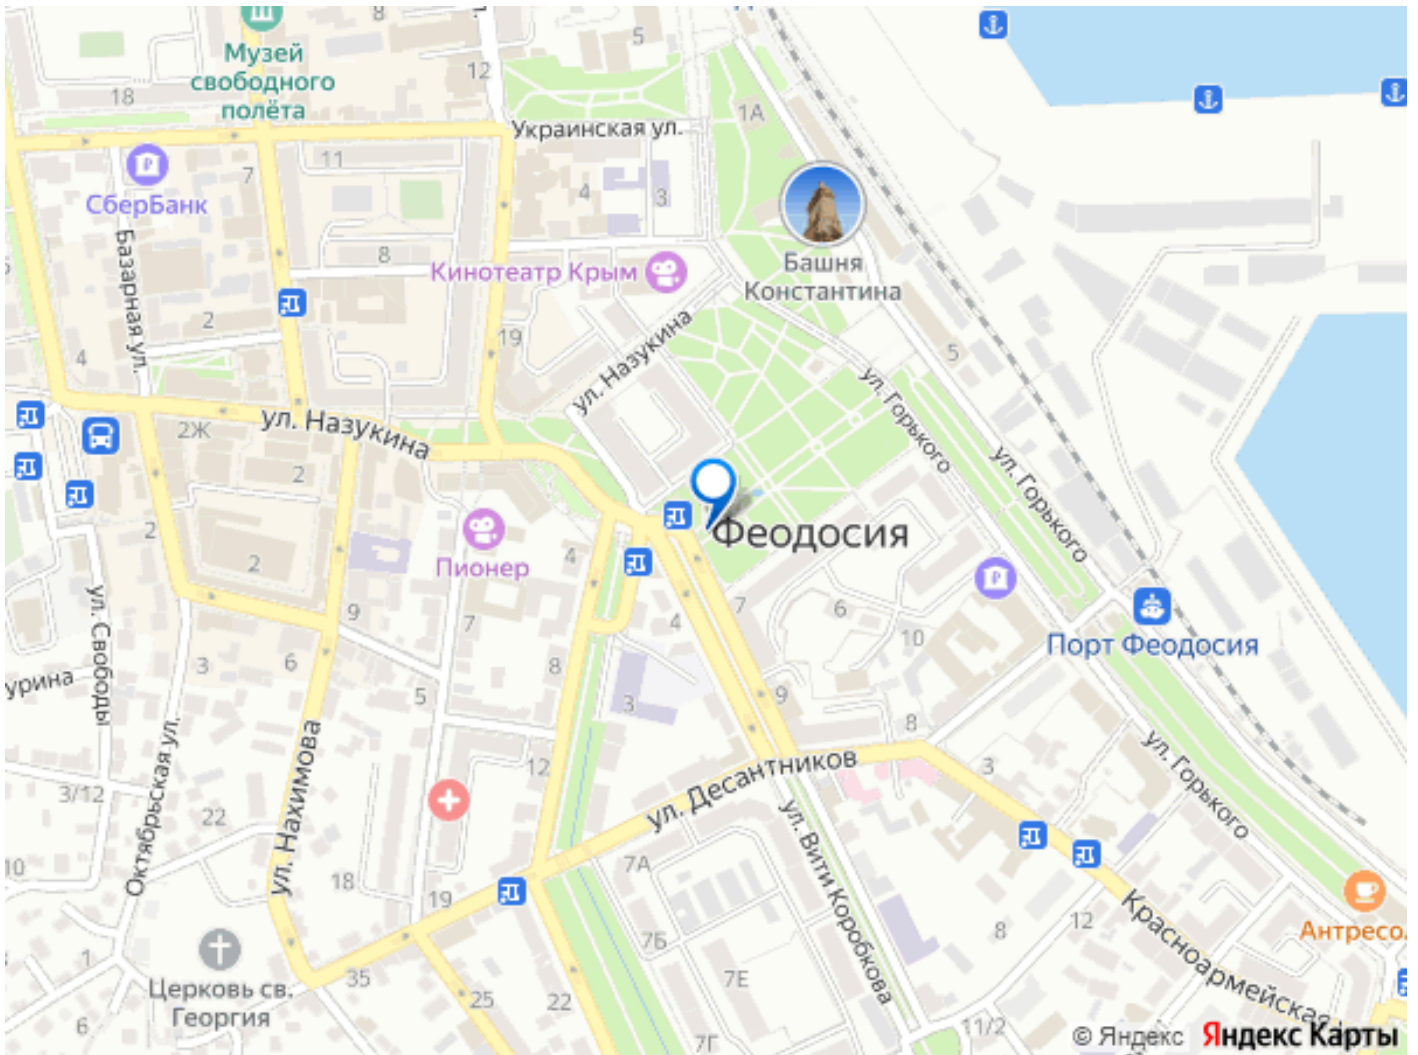 Музей
свободного
полёта
12
5
18
1А
Украинская ул.
11
7
СберБанк
4
3
Базарная ул.
8
Кинотеатр Крым
Башня
Константина
2
19
5
4
ул. Назукина
ул. Горького
2Ж
ул. Назукина
ул. Горького
2
2
2
Пионер
4
Феодосия
ул. Свободы
9
7
7
6
4
10
Порт Феодосия
3
6
8
5
3
9
8
урина
Октябрьская ул.
ул. Нахимова
12
ул. Десантников
3
ул. Горького
3/12
22
10
18
19
7А
ул. Вити Коробкова
Красноармейская
8
12
Антресо
1
7Б
Церковь св.
Георгия
35
25
22
7Е
6
7Г
11/2
© Яндекс Яндекс Карты